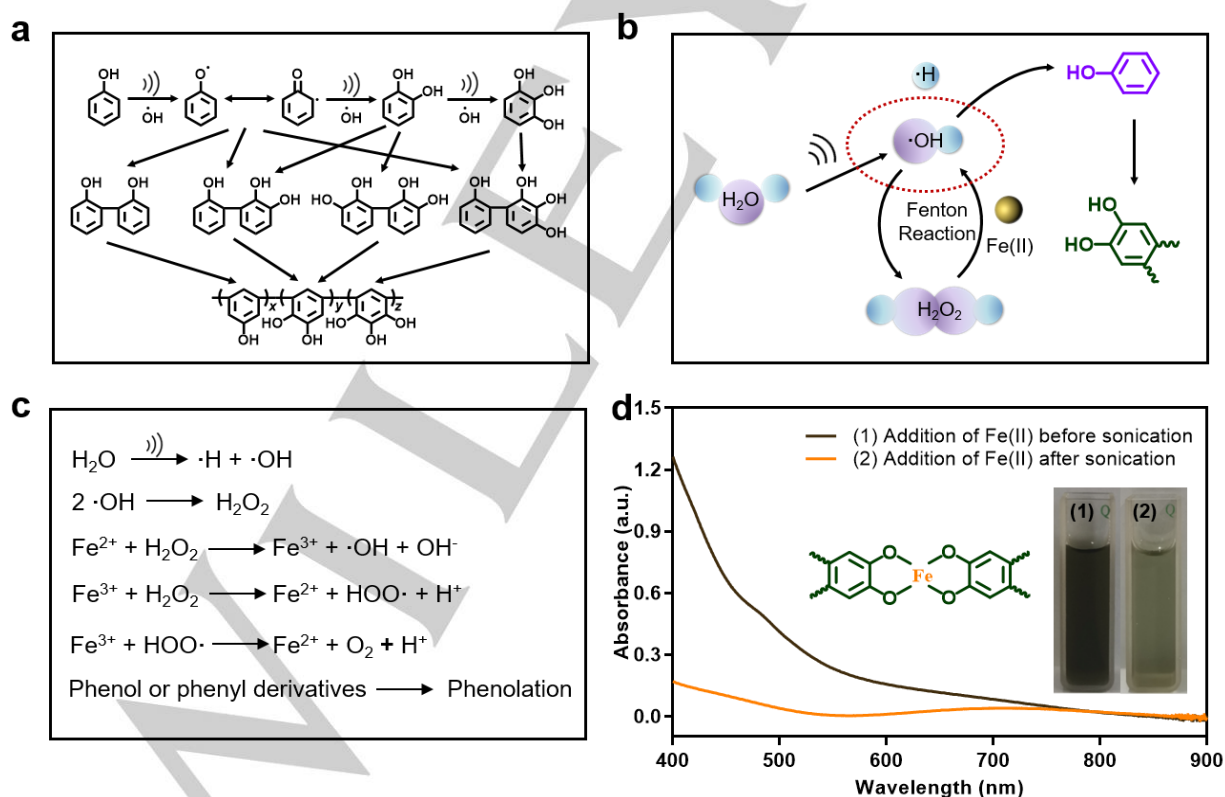 a
OH
O·
O
OH
OH
OH
OH
OH
·OH
·OH
·OH
OH
OH
OH
OH
OH
OH
OH
HO
OH
OH
OH
OH
OH
OH
x
y
z
OH
HO
OH
HO
OH
OH
b
·H
HO
·OH
H₂O
Fenton
Reaction
Fe(II)
HO
HO
H₂O₂
c
H₂O → ·H + ·OH
2 ·OH → H₂O₂
Fe²⁺ + H₂O₂ → Fe³⁺ + ·OH + OH⁻
Fe³⁺ + H₂O₂ → Fe²⁺ + HOO· + H⁺
Fe³⁺ + HOO· → Fe²⁺ + O₂ + H⁺
Phenol or phenyl derivatives → Phenolation
d
1.5
1.2
0.9
0.6
0.3
0.0
Absorbance (a.u.)
(1) Addition of Fe(II) before sonication
(2) Addition of Fe(II) after sonication
(1) Q
(2) Q
O
O
Fe
O
O
400 500 600 700 800 900
Wavelength (nm)